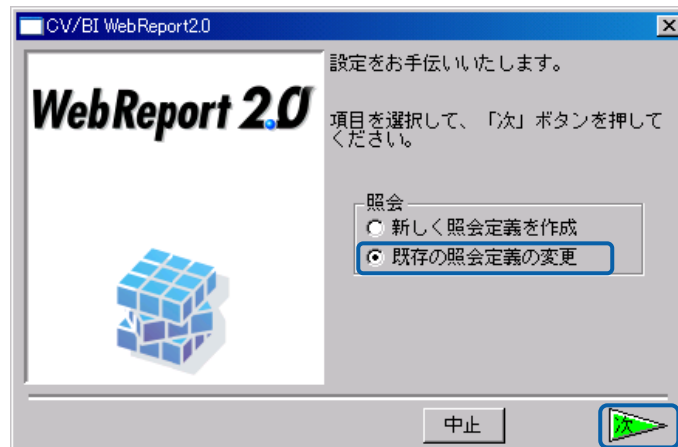 CV/BI WebReport2.0
設定をお手伝いいたします。
WebReport 2.0
項目を選択して、「次」ボタンを押して
ください。
照会
新しく照会定義を作成
既存の照会定義の変更
中止
次